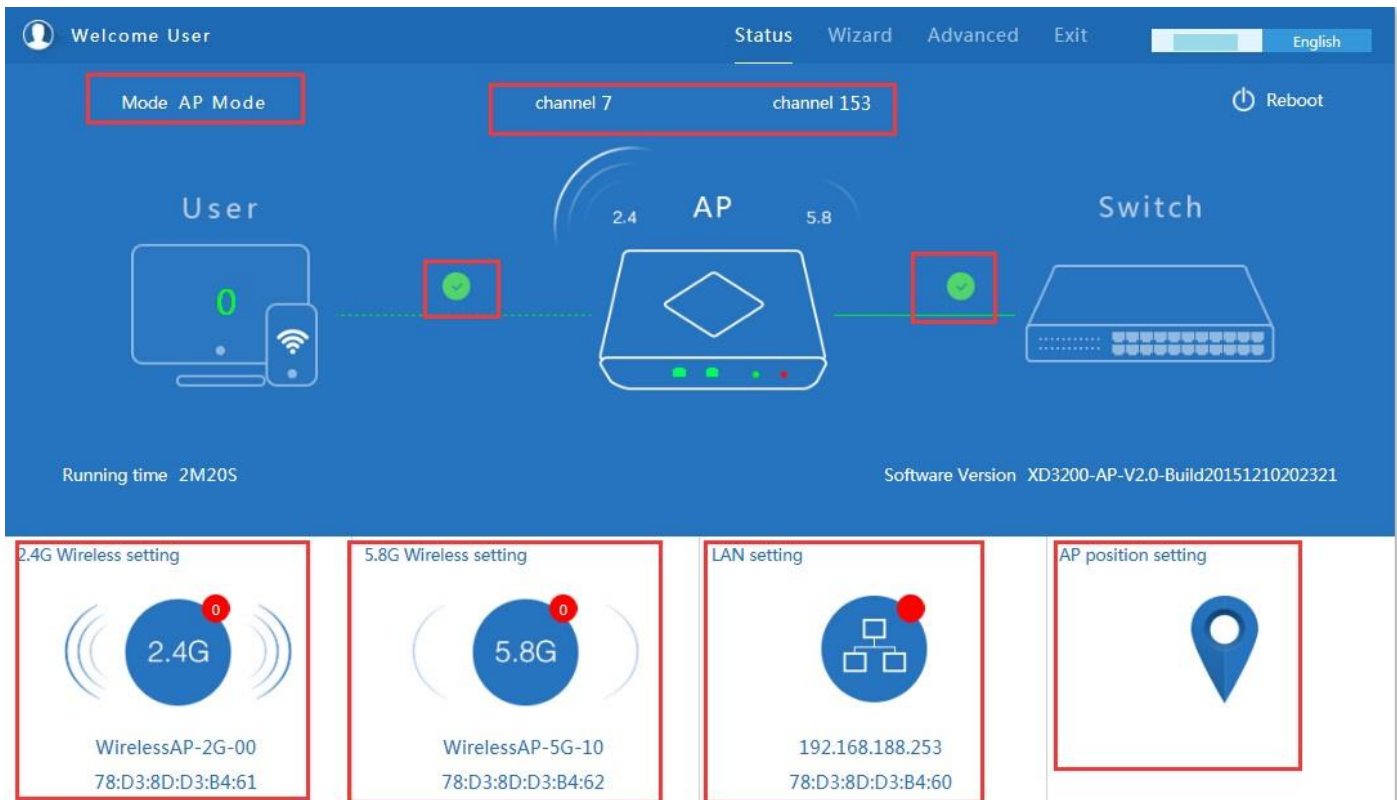 Welcome User Status Wizard Advanced Exit English
Mode AP Mode channel 7 channel 153 Reboot
User 2.4 AP 5.8 Switch
0
Running time 2M20S Software Version XD3200-AP-V2.0-Build20151210202321
2.4G Wireless setting 5.8G Wireless setting LAN setting AP position setting
0 0
2.4G 5.8G
WirelessAP-2G-00 WirelessAP-5G-10 192.168.188.253
78:D3:8D:D3:B4:61 78:D3:8D:D3:B4:62 78:D3:8D:D3:B4:60